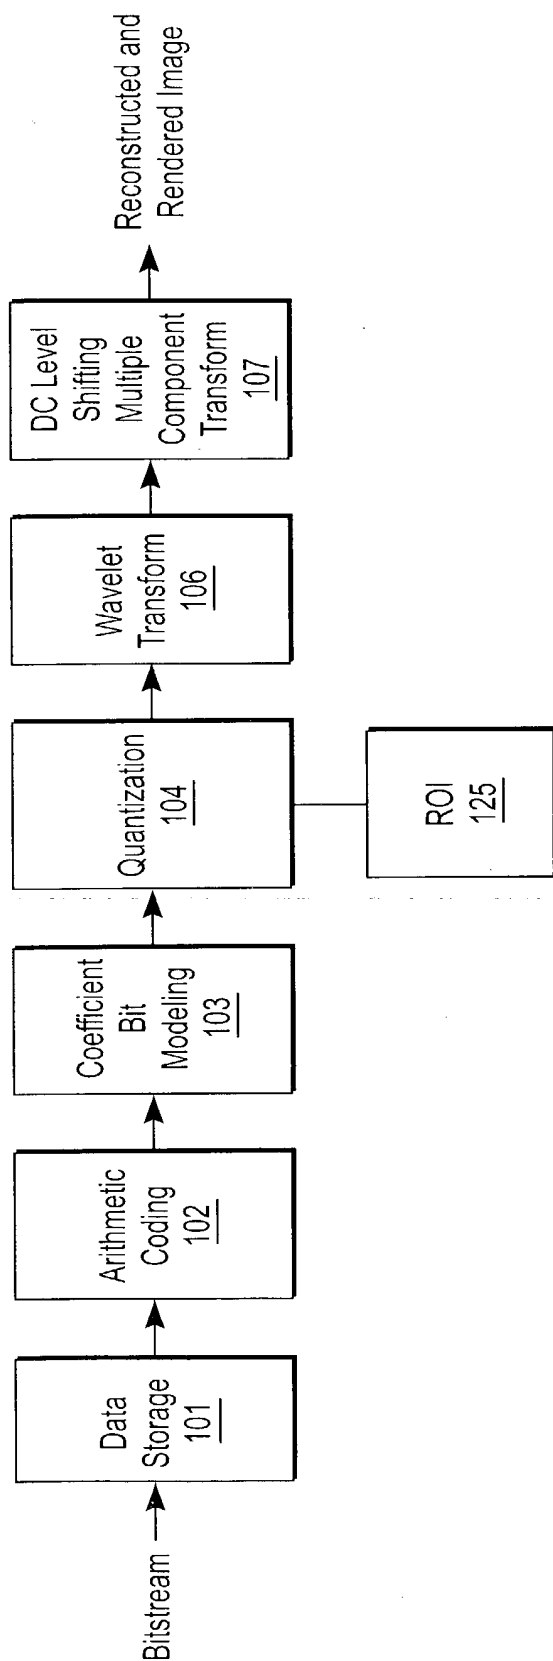 Bitstream
Data
Storage
101
Arithmetic
Coding
102
Coefficient
Bit
Modeling
103
Quantization
104
ROI
125
Wavelet
Transform
106
DC Level
Shifting
Multiple
Component
Transform
107
Reconstructed and
Rendered Image